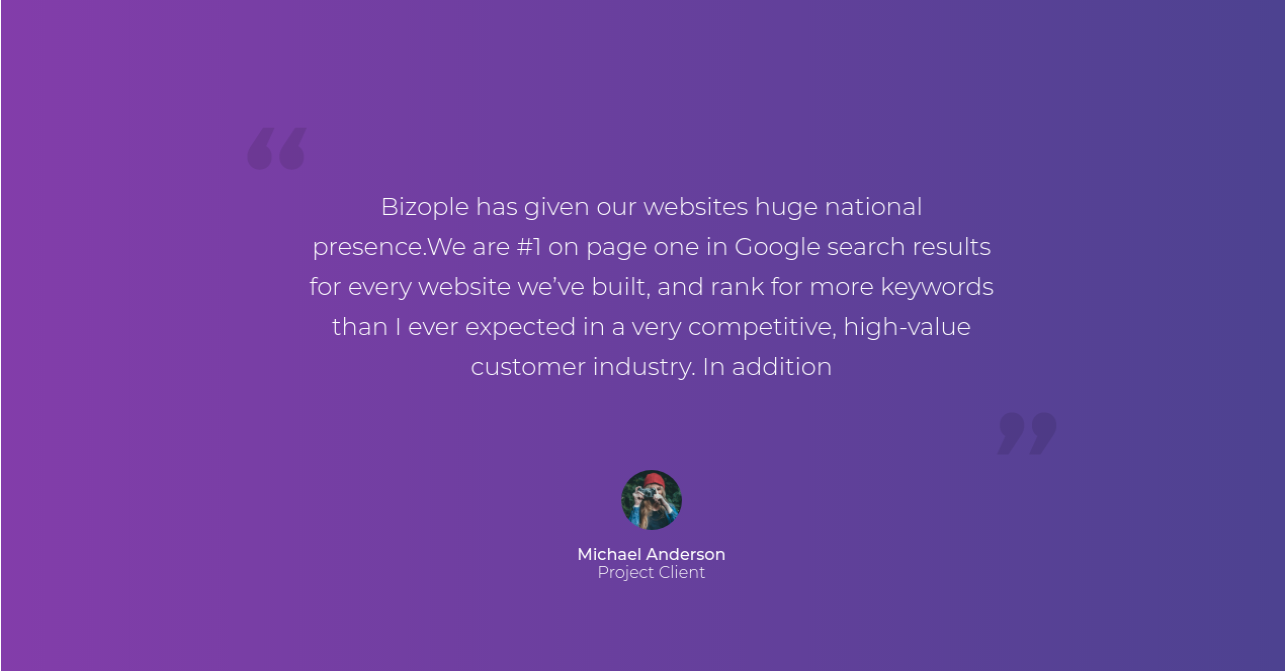 “
Bizople has given our websites huge national
presence.We are #1 on page one in Google search results
for every website we’ve built, and rank for more keywords
than I ever expected in a very competitive, high-value
customer industry. In addition
”
Michael Anderson
Project Client